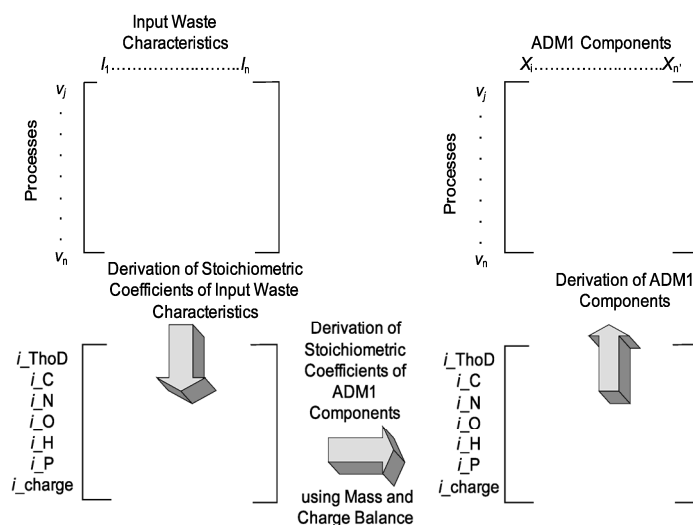 Input Waste
Characteristics
I1.........................In
vj
Processes
vn
Derivation of Stoichiometric
Coefficients of Input Waste
Characteristics
i_ThoD
i_C
i_N
i_O
i_H
i_P
i_charge
Derivation of
Stoichiometric
Coefficients of
ADM1
Components
using Mass and
Charge Balance
ADM1 Components
Xi.........................Xn'
vj
Processes
vn
Derivation of ADM1
Components
i_ThoD
i_C
i_N
i_O
i_H
i_P
i_charge